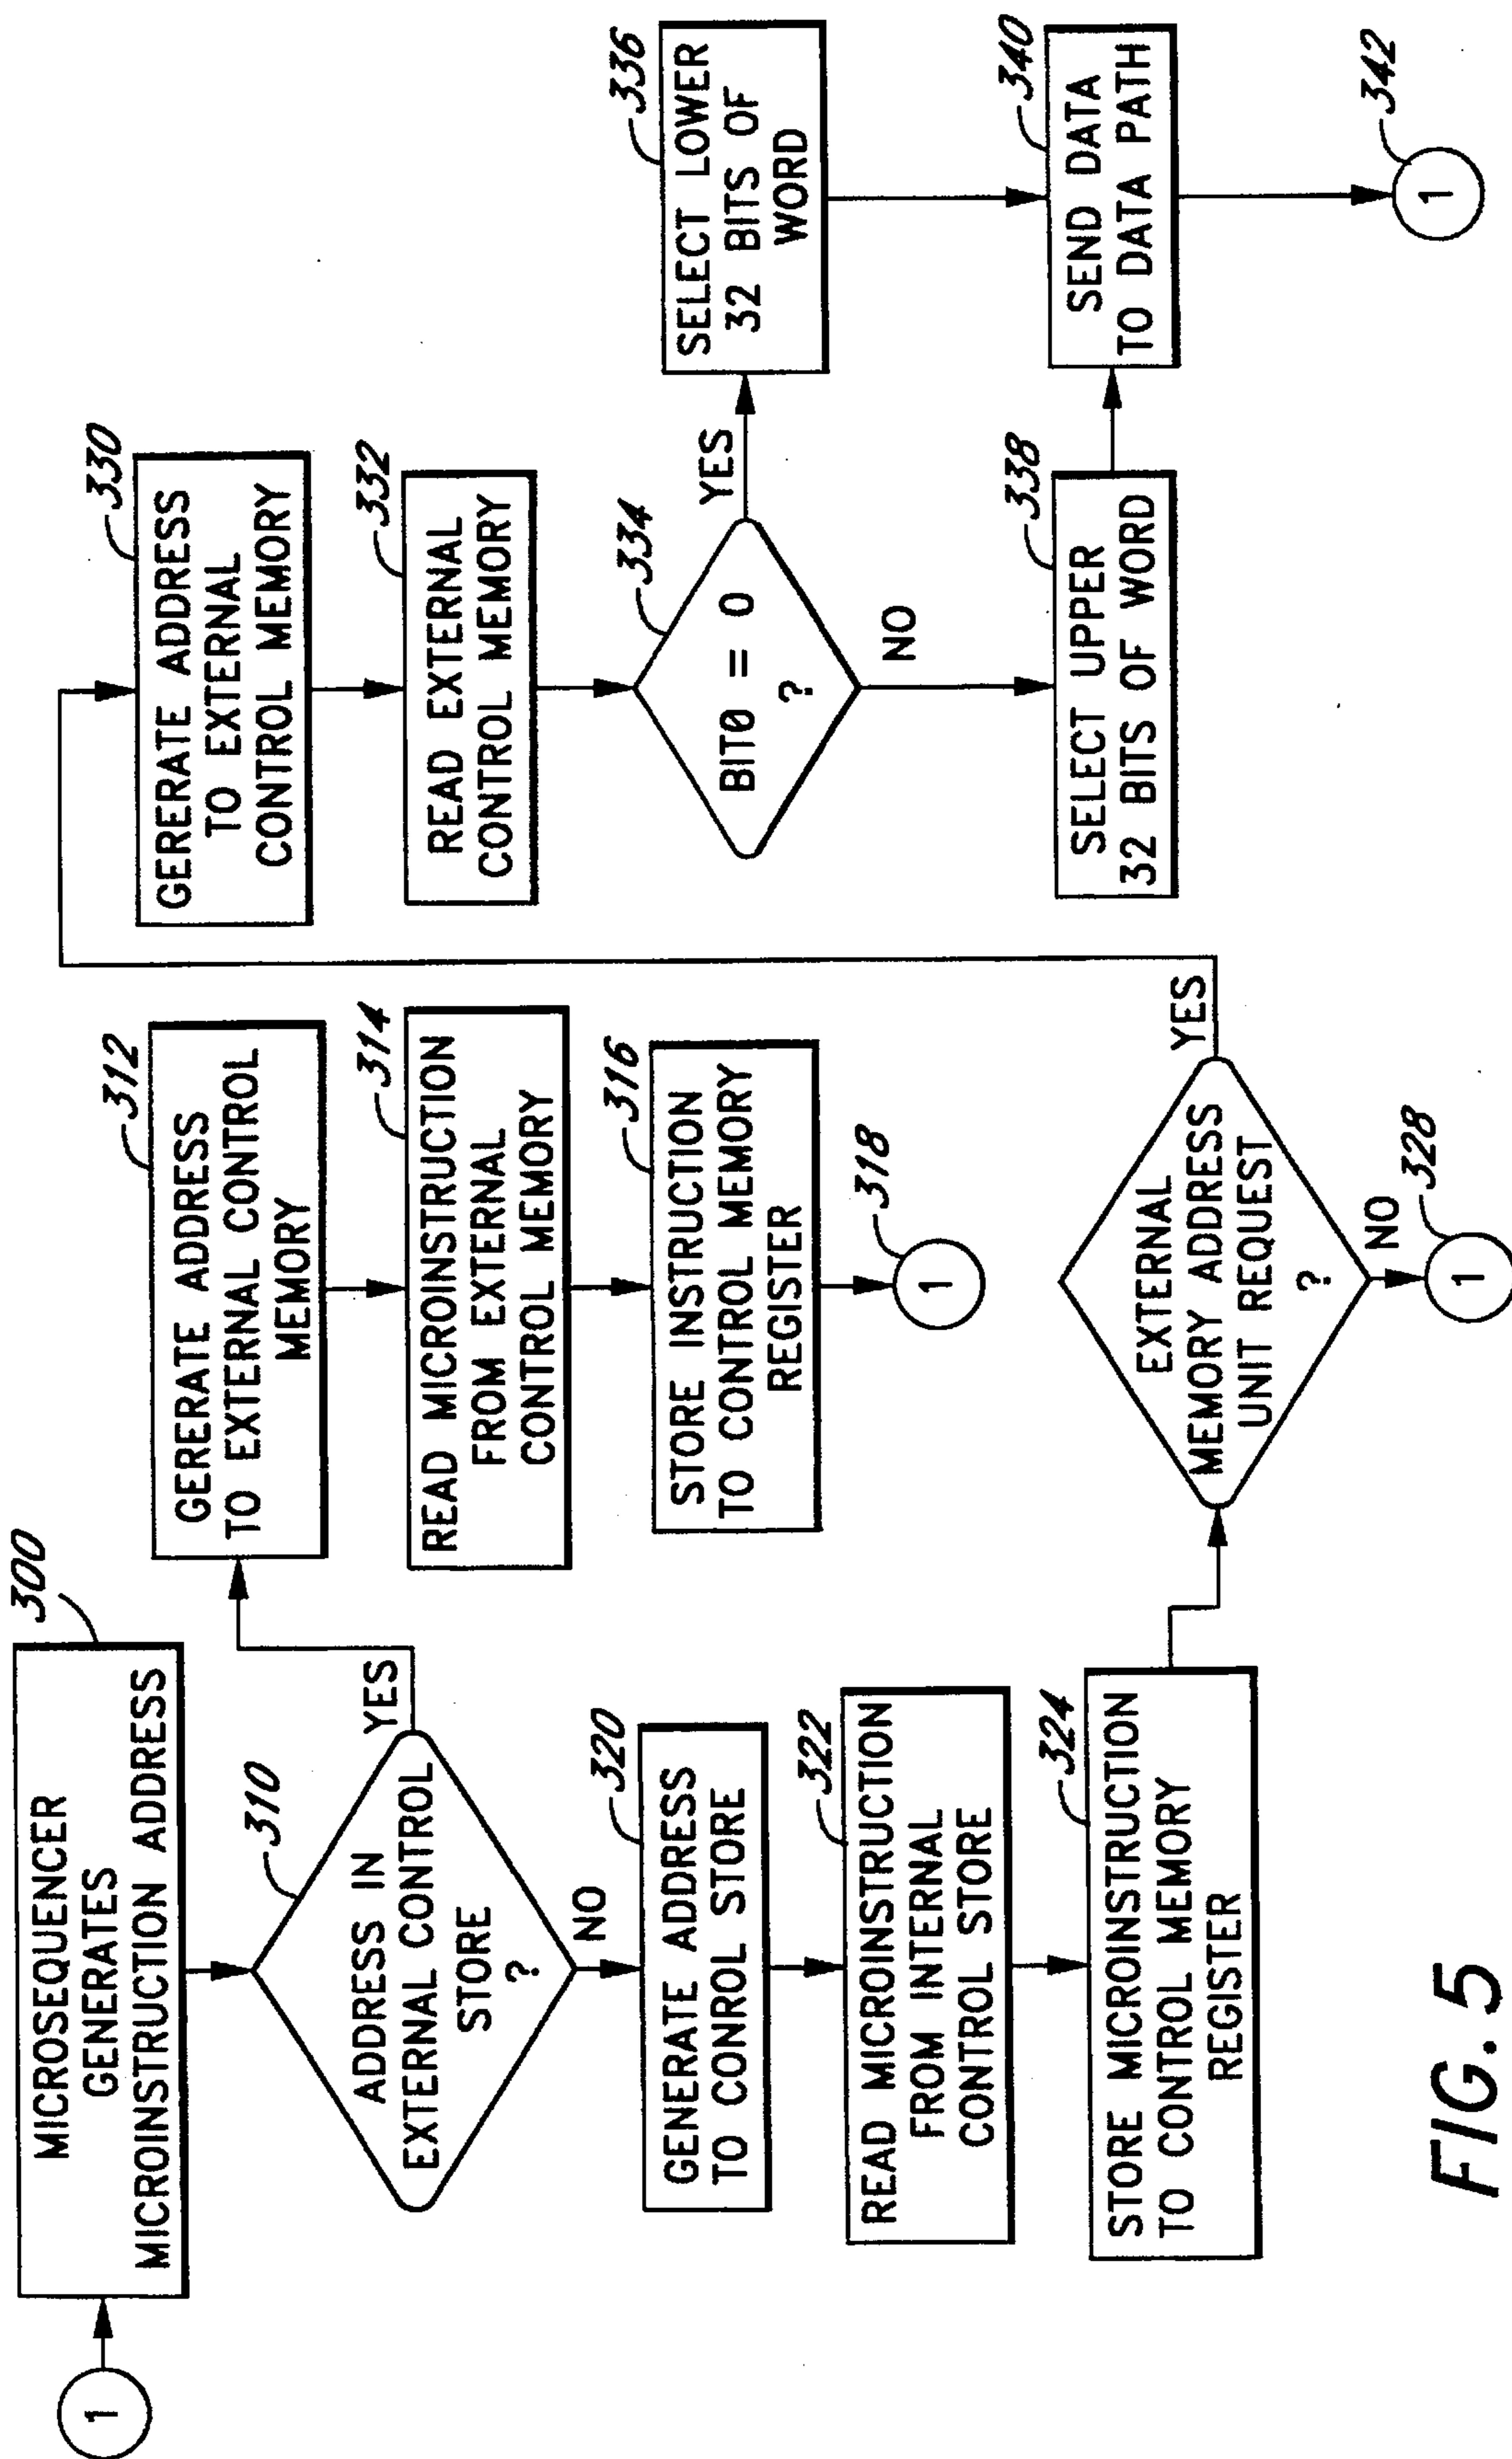 1
300
MICROSEQUENCER
GENERATES
MICROINSTRUCTION ADDRESS
310
ADDRESS IN
EXTERNAL CONTROL
STORE
?
YES
NO
312
GERERATE ADDRESS
TO EXTERNAL CONTROL
MEMORY
314
READ MICROINSTRUCTION
FROM EXTERNAL
CONTROL MEMORY
316
STORE INSTRUCTION
TO CONTROL MEMORY
REGISTER
318
1
320
GENERATE ADDRESS
TO CONROL STORE
322
READ MICROINSTRUCTION
FROM INTERNAL
CONTROL STORE
324
STORE MICROINSTRUCTION
TO CONTROL MEMORY
REGISTER
EXTERNAL
MEMORY ADDRESS
UNIT REQUEST
?
YES
NO
328
1
330
GERERATE ADDRESS
TO EXTERNAL
CONTROL MEMORY
332
READ EXTERNAL
CONTROL MEMORY
334
BIT0 = 0
?
YES
NO
336
SELECT LOWER
32 BITS OF
WORD
338
SELECT UPPER
32 BITS OF WORD
340
SEND DATA
TO DATA PATH
342
1
FIG. 5